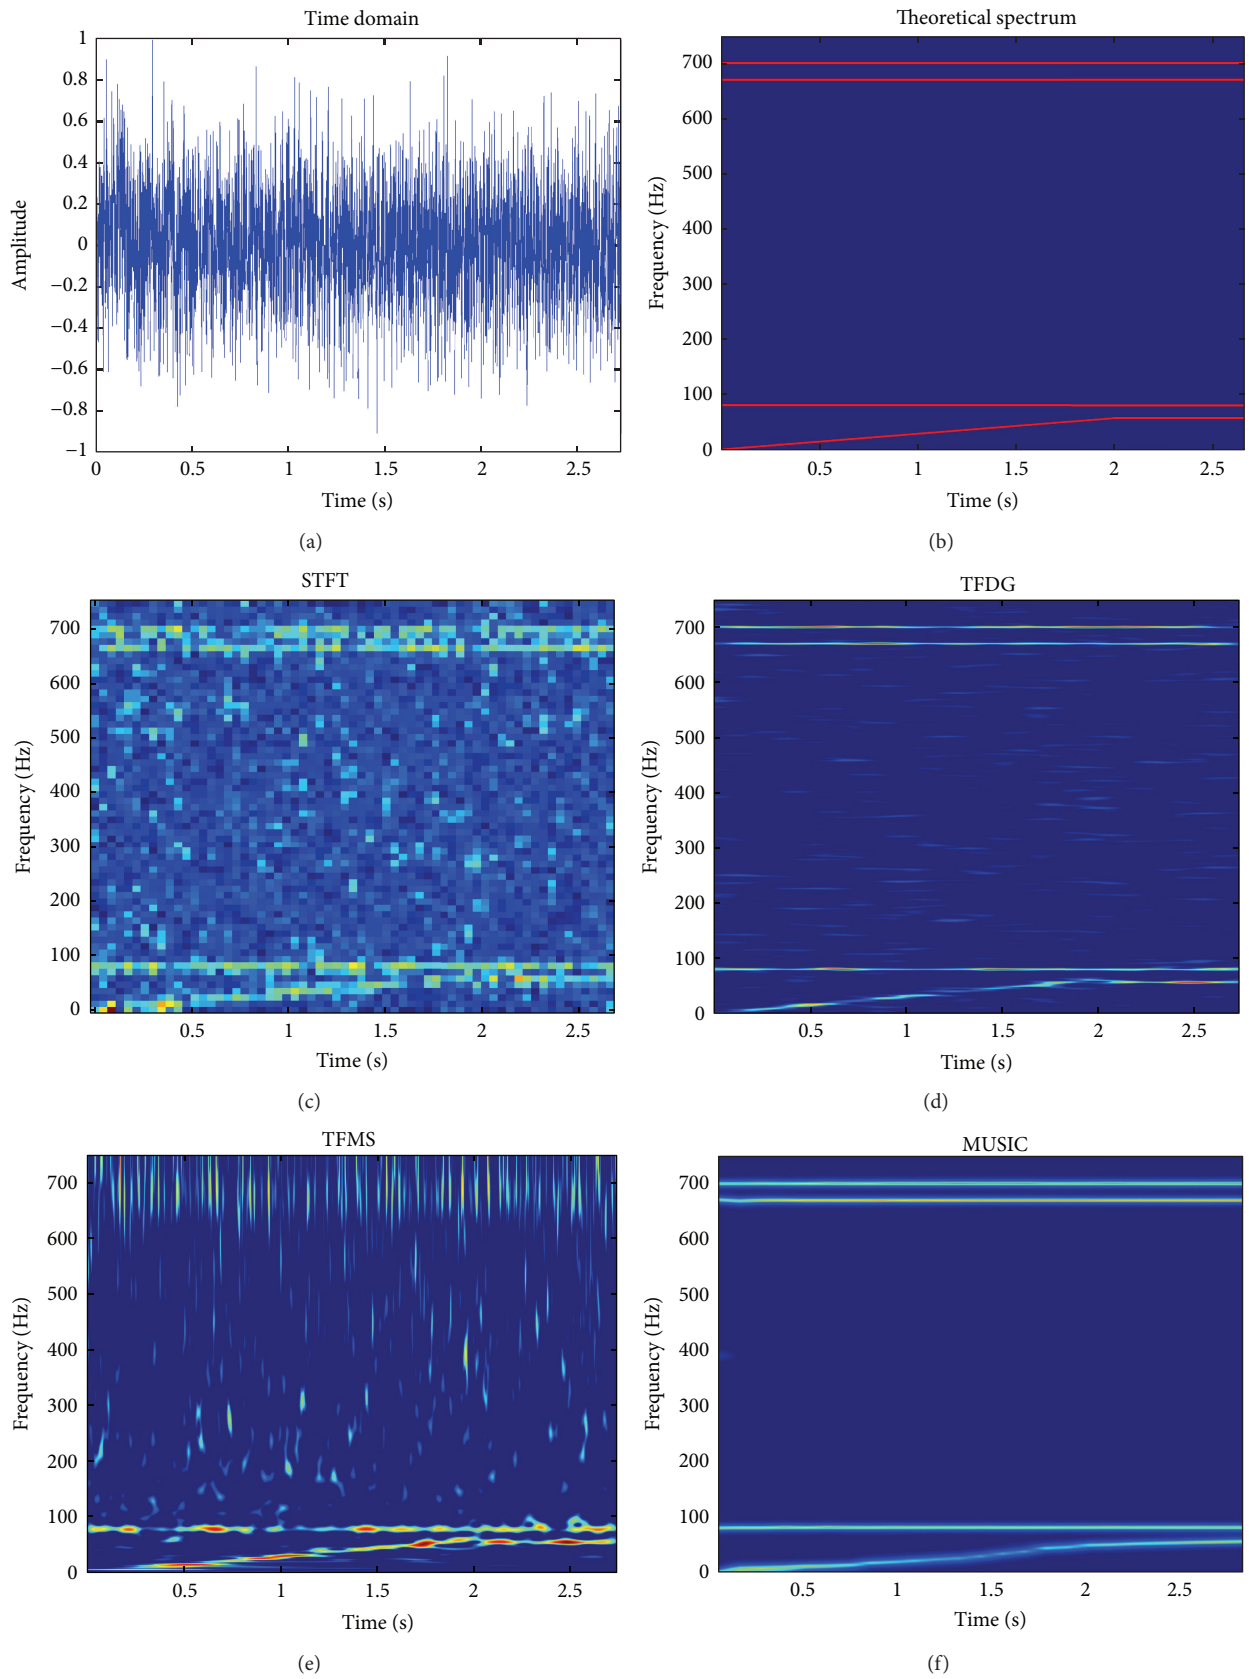 Time domain
1
0.8
0.6
0.4
0.2
0
−0.2
−0.4
−0.6
−0.8
−1
Amplitude
0 0.5 1 1.5 2 2.5
Time (s)
(a)
Theoretical spectrum
700
600
500
400
300
200
100
0
Frequency (Hz)
0.5 1 1.5 2 2.5
Time (s)
(b)
STFT
700
600
500
400
300
200
100
0
Frequency (Hz)
0.5 1 1.5 2 2.5
Time (s)
(c)
TFDG
700
600
500
400
300
200
100
0
Frequency (Hz)
0.5 1 1.5 2 2.5
Time (s)
(d)
TFMS
700
600
500
400
300
200
100
0
Frequency (Hz)
0.5 1 1.5 2 2.5
Time (s)
(e)
MUSIC
700
600
500
400
300
200
100
0
Frequency (Hz)
0.5 1 1.5 2 2.5
Time (s)
(f)